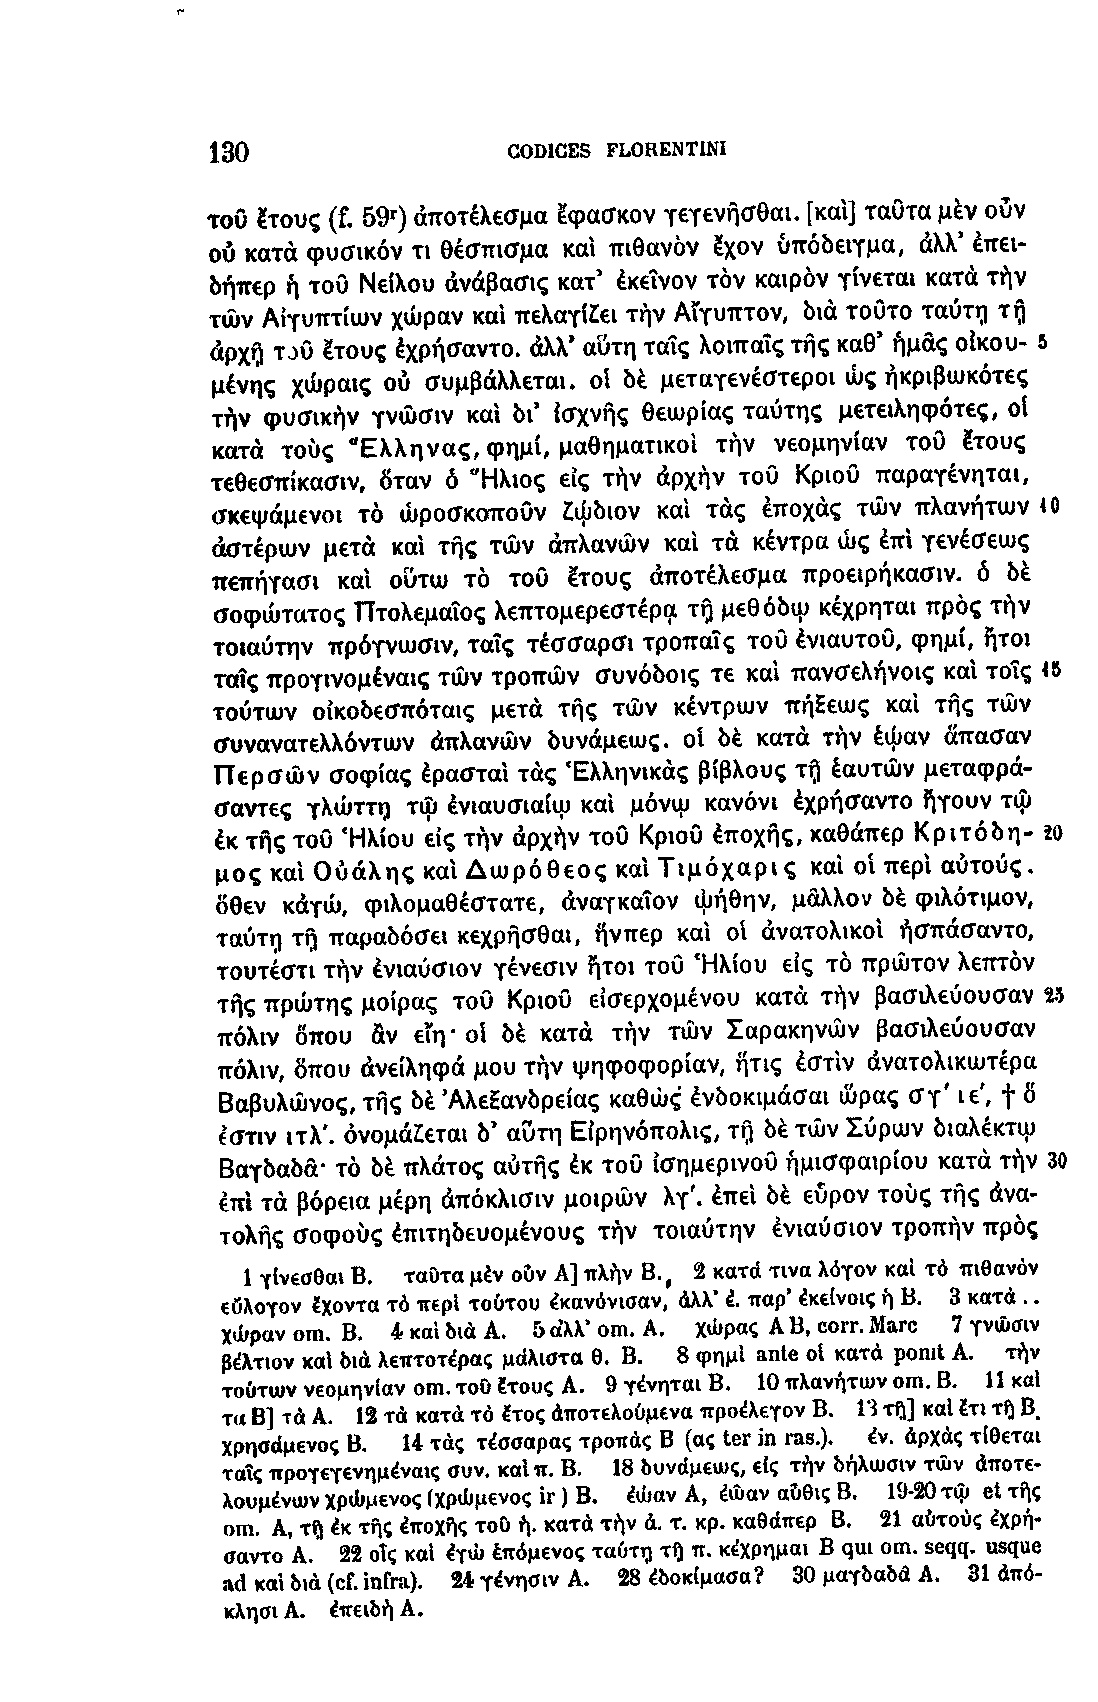 130 CODICES FLORENTINI
τοῦ ἔτους (f. 59ʳ) ἀποτέλεσμα ἔφασκον γεγενῆσθαι. [καὶ] ταῦτα μὲν οὖν
οὐ κατὰ φυσικόν τι θέσπισμα καὶ πιθανὸν ἔχον ὑπόδειγμα, ἀλλ' ἐπει-
δήπερ ἡ τοῦ Νείλου ἀνάβασις κατ' ἐκεῖνον τὸν καιρὸν γίνεται κατὰ τὴν
τῶν Αἰγυπτίων χώραν καὶ πελαγίζει τὴν Αἴγυπτον, διὰ τοῦτο ταύτῃ τῇ
ἀρχῇ τοῦ ἔτους ἐχρήσαντο. ἀλλ' αὕτη ταῖς λοιπαῖς τῆς καθ' ἡμᾶς οἰκου- 5
μένης χώραις οὐ συμβάλλεται. οἱ δὲ μεταγενέστεροι ὡς ἠκριβωκότες
τὴν φυσικὴν γνῶσιν καὶ δι' ἰσχνῆς θεωρίας ταύτης μετειληφότες, οἱ
κατὰ τοὺς Ἕλληνας, φημί, μαθηματικοὶ τὴν νεομηνίαν τοῦ ἔτους
τεθεσπίκασιν, ὅταν ὁ Ἥλιος εἰς τὴν ἀρχὴν τοῦ Κριοῦ παραγένηται,
σκεψάμενοι τὸ ὡροσκοποῦν ζῴδιον καὶ τὰς ἐποχὰς τῶν πλανήτων 10
ἀστέρων μετὰ καὶ τῆς τῶν ἀπλανῶν καὶ τὰ κέντρα ὡς ἐπὶ γενέσεως
πεπήγασι καὶ οὕτω τὸ τοῦ ἔτους ἀποτέλεσμα προειρήκασιν. ὁ δὲ
σοφώτατος Πτολεμαῖος λεπτομερεστέρᾳ τῇ μεθόδῳ κέχρηται πρὸς τὴν
τοιαύτην πρόγνωσιν, ταῖς τέσσαρσι τροπαῖς τοῦ ἐνιαυτοῦ, φημί, ἤτοι
ταῖς προγινομέναις τῶν τροπῶν συνόδοις τε καὶ πανσελήνοις καὶ τοῖς 15
τούτων οἰκοδεσπόταις μετὰ τῆς τῶν κέντρων πήξεως καὶ τῆς τῶν
συνανατελλόντων ἀπλανῶν δυνάμεως. οἱ δὲ κατὰ τὴν ἑῴαν ἅπασαν
Περσῶν σοφίας ἐρασταὶ τὰς Ἑλληνικὰς βίβλους τῇ ἑαυτῶν μεταφρά-
σαντες γλώττῃ τῷ ἐνιαυσιαίῳ καὶ μόνῳ κανόνι ἐχρήσαντο ἤγουν τῷ
ἐκ τῆς τοῦ Ἡλίου εἰς τὴν ἀρχὴν τοῦ Κριοῦ ἐποχῆς, καθάπερ Κριτόδη- 20
μος καὶ Οὐάλης καὶ Δωρόθεος καὶ Τιμόχαρις καὶ οἱ περὶ αὐτούς.
ὅθεν κἀγώ, φιλομαθέστατε, ἀναγκαῖον ᾠήθην, μᾶλλον δὲ φιλότιμον,
ταύτῃ τῇ παραδόσει κεχρῆσθαι, ἥνπερ καὶ οἱ ἀνατολικοὶ ἠσπάσαντο,
τουτέστι τὴν ἐνιαύσιον γένεσιν ἤτοι τοῦ Ἡλίου εἰς τὸ πρῶτον λεπτὸν
τῆς πρώτης μοίρας τοῦ Κριοῦ εἰσερχομένου κατὰ τὴν βασιλεύουσαν 25
πόλιν ὅπου ἂν εἴη· οἱ δὲ κατὰ τὴν τῶν Σαρακηνῶν βασιλεύουσαν
πόλιν, ὅπου ἀνείληφά μου τὴν ψηφοφορίαν, ἥτις ἐστὶν ἀνατολικωτέρα
Βαβυλῶνος, τῆς δὲ Ἀλεξανδρείας καθὼς ἐνδοκιμάσαι ὥρας σγ' ιε', † ὅ
ἐστιν ιτλ'. ὀνομάζεται δ' αὕτη Εἰρηνόπολις, τῇ δὲ τῶν Σύρων διαλέκτῳ
Βαγδαδᾶ· τὸ δὲ πλάτος αὐτῆς ἐκ τοῦ ἰσημερινοῦ ἡμισφαιρίου κατὰ τὴν 30
ἐπὶ τὰ βόρεια μέρη ἀπόκλισιν μοιρῶν λγ'. ἐπεὶ δὲ εὗρον τοὺς τῆς ἀνα-
τολῆς σοφοὺς ἐπιτηδευομένους τὴν τοιαύτην ἐνιαύσιον τροπὴν πρὸς
1 γίνεσθαι B. ταῦτα μὲν οὖν A] πλὴν B. 2 κατά τινα λόγον καὶ τὸ πιθανὸν
εὔλογον ἔχοντα τὸ περὶ τούτου ἐκανόνισαν, ἀλλ' ἐ. παρ' ἐκείνοις ἡ B. 3 κατὰ ..
χώραν om. B. 4 καὶ διὰ A. 5 ἀλλ' om. A. χώρας A B, corr. Marc 7 γνῶσιν
βέλτιον καὶ διὰ λεπτοτέρας μάλιστα θ. B. 8 φημὶ ante οἱ κατὰ ponit A. τὴν
τούτων νεομηνίαν om. τοῦ ἔτους A. 9 γένηται B. 10 πλανήτων om. B. 11 καὶ
τα B] τὰ A. 12 τὰ κατὰ τὸ ἔτος ἀποτελούμενα προέλεγον B. 13 τῇ] καὶ ἔτι τῇ B.
χρησάμενος B. 14 τὰς τέσσαρας τροπὰς B (ας ter in ras.). ἐν. ἀρχὰς τίθεται
ταῖς προγεγενημέναις συν. καὶ π. B. 18 δυνάμεως, εἰς τὴν δήλωσιν τῶν ἀποτε-
λουμένων χρώμενος (χρώμενος ir) B. ἑώαν A, ἑῶαν αὖθις B. 19-20 τῷ et τῆς
om. A, τῇ ἐκ τῆς ἐποχῆς τοῦ ἡ. κατὰ τὴν ἀ. τ. κρ. καθάπερ B. 21 αὐτοὺς ἐχρή-
σαντο A. 22 οἷς καὶ ἐγὼ ἑπόμενος ταύτῃ τῇ π. κέχρημαι B qui om. seqq. usque
ad καὶ διὰ (cf. infra). 24 γένησιν A. 28 ἐδοκίμασα? 30 μαγδαδᾶ A. 31 ἀπό-
κλησι A. ἐπειδὴ A.